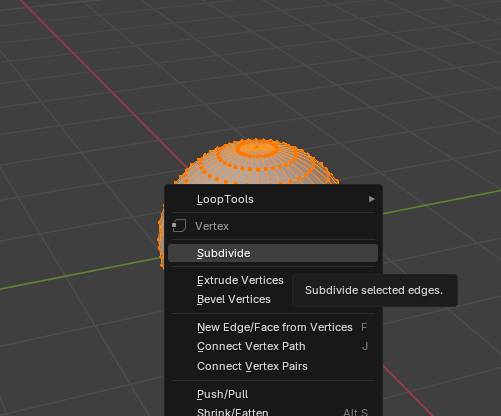 LoopTools
Vertex
Subdivide
Extrude Vertices
Subdivide selected edges.
Bevel Vertices
New Edge/Face from Vertices F
Connect Vertex Path J
Connect Vertex Pairs
Push/Pull
Shrink/Fatten Alt S